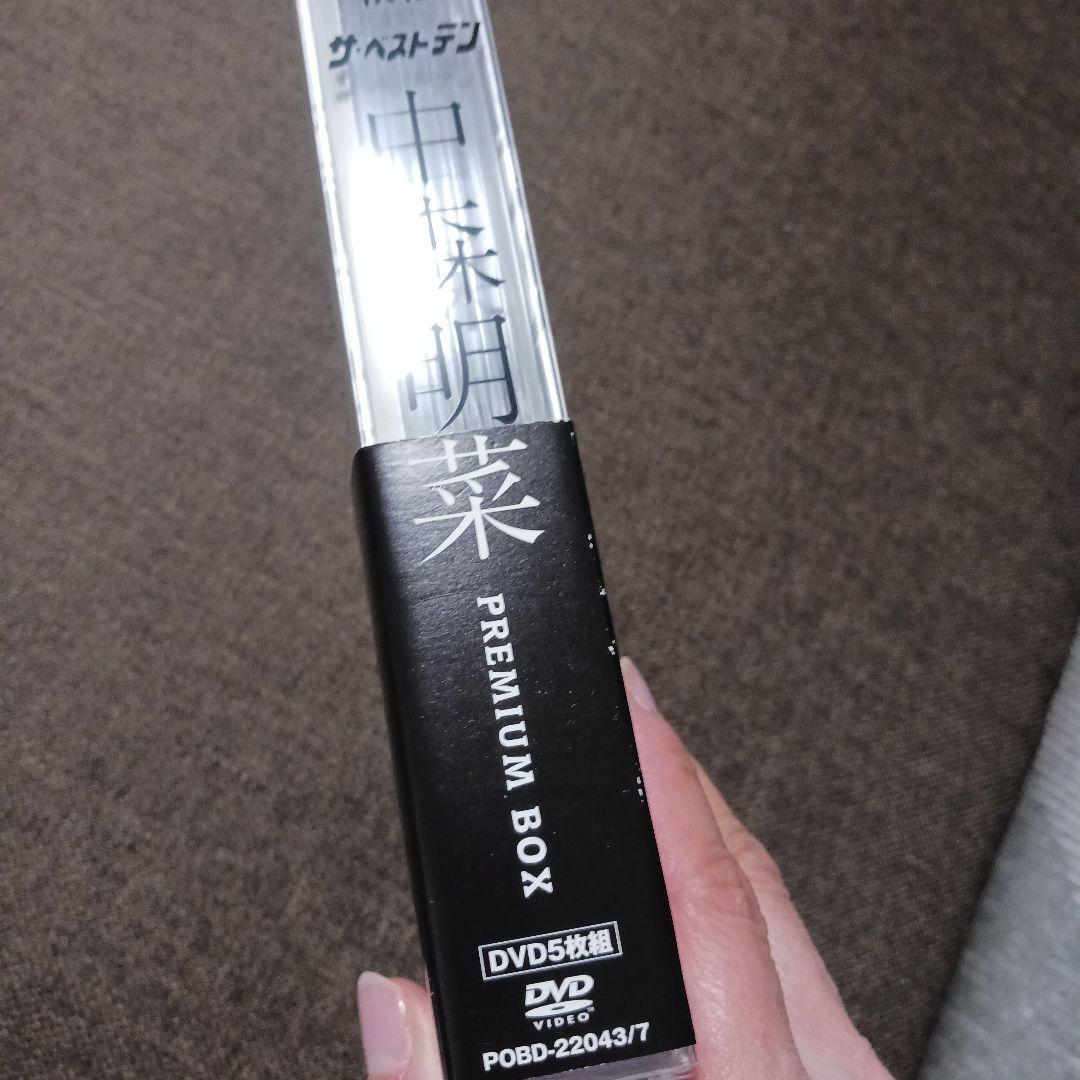 ザ・ベストテン
中森明菜
PREMIUM BOX
DVD5枚組
DVD
VIDEO
POBD-22043/7